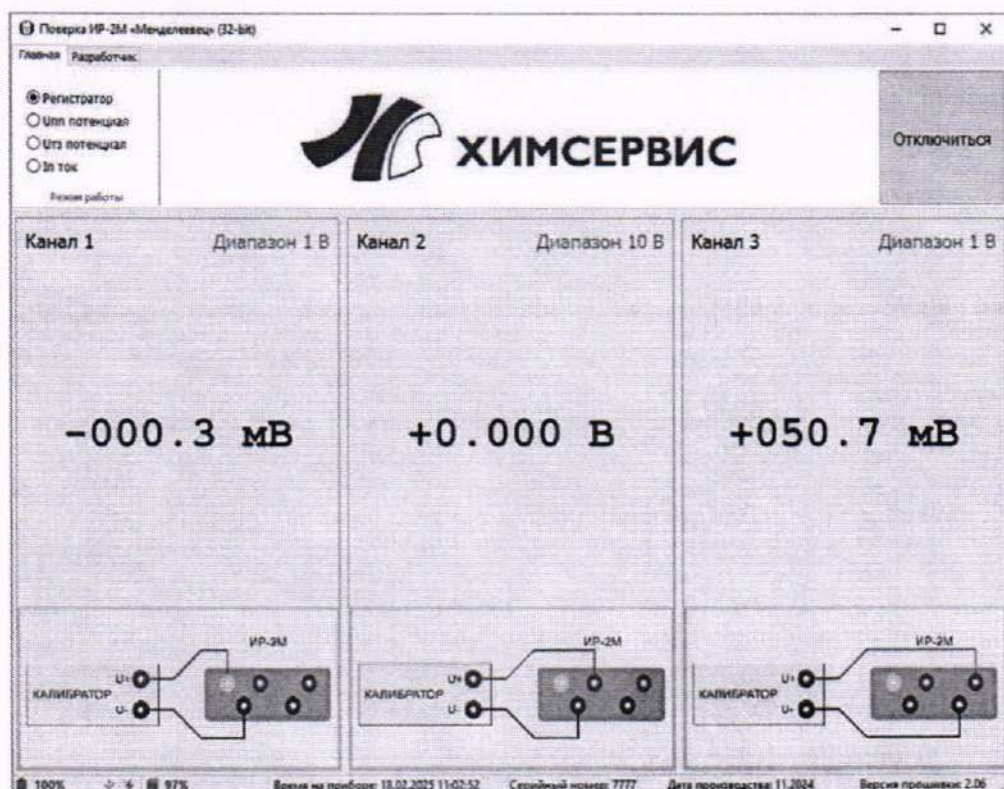 Поверка ИР-2М «Менделеевец» (32-bit)
Главная Разработчик
Регистратор
Uпп потенциал
Uтз потенциал
Iп ток
Режим работы
ХИМСЕРВИС
Отключиться
Канал 1 Диапазон 1 В
Канал 2 Диапазон 10 В
Канал 3 Диапазон 1 В
-000.3 мВ
+0.000 В
+050.7 мВ
ИР-2М
U+
КАЛИБРАТОР
U-
ИР-2М
U+
КАЛИБРАТОР
U-
ИР-2М
U+
КАЛИБРАТОР
U-
100% 97% Время на приборе: 18.02.2025 11:02:52 Серийный номер: 7777 Дата производства: 11.2024 Версия прошивки: 2.06